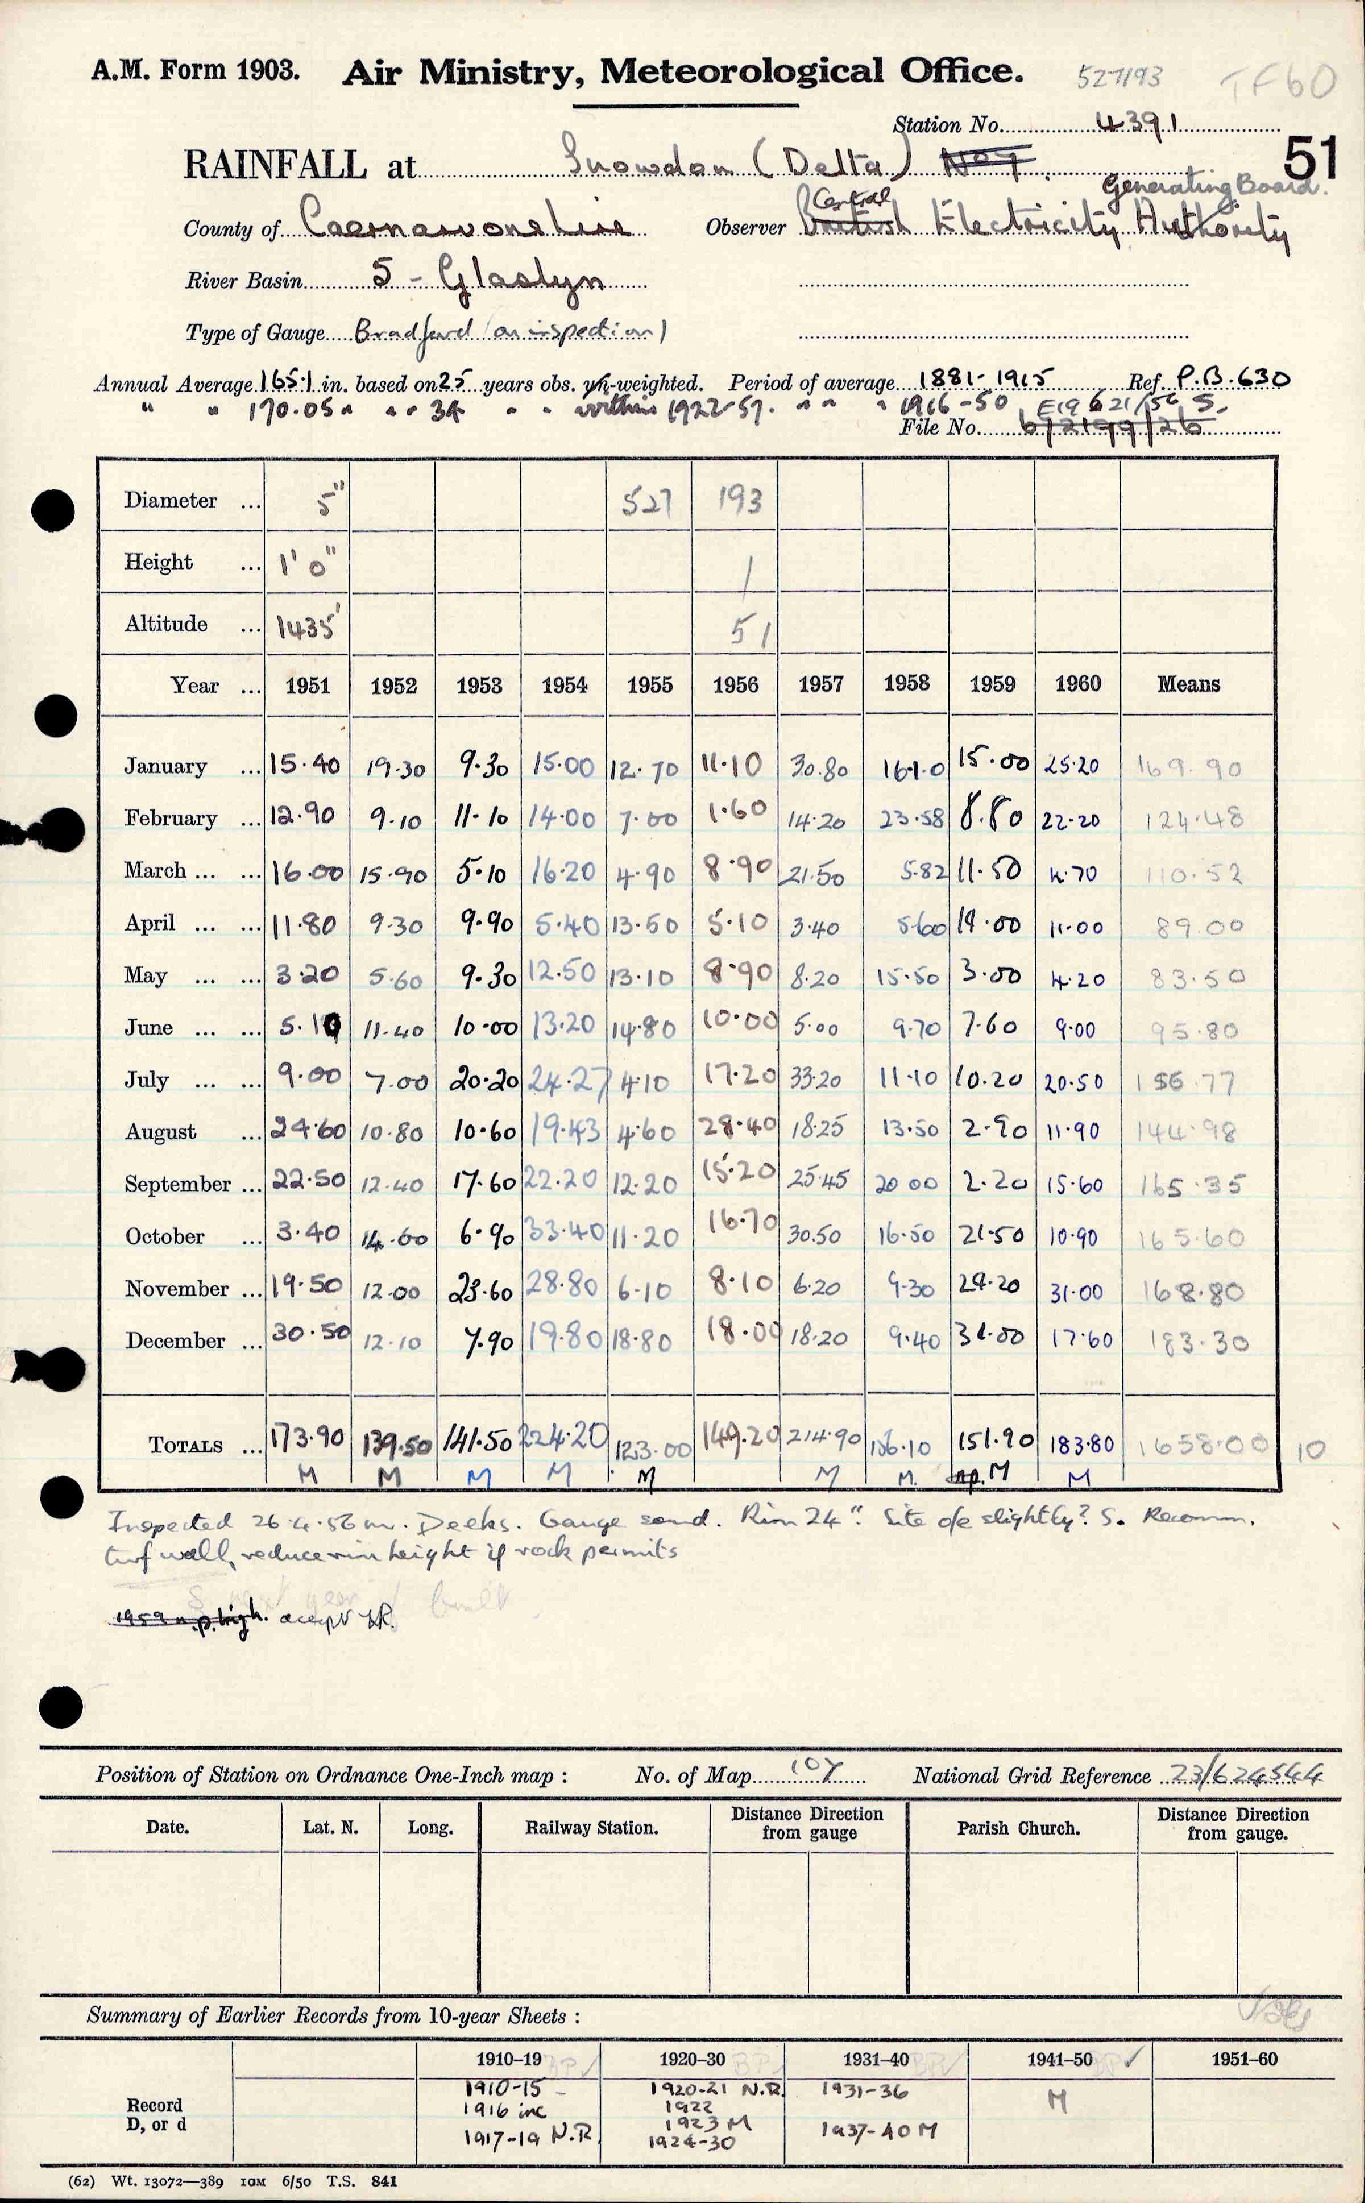 A.M. Form 1903. Air Ministry, Meteorological Office. 527193 TF60
Station No. 4391
RAINFALL at Snowdon (Delta) No 9. 51
Generating Board.
County of Caernarvonshire Observer British Central Electricity Authority
River Basin 5 - Glaslyn
Type of Gauge Bradford (on inspection)
Annual Average 165.1 in. based on 25 years obs. un-weighted. Period of average 1881-1915 Ref. P.B. 630
" " 170.05 " " " 34 " " within 1922-57. " " " 1916-50
File No. 6/2199/26
Diameter ... 5" 527 193
Height ... 1' 0" 1
Altitude ... 1435' 51
Year ... 1951 1952 1953 1954 1955 1956 1957 1958 1959 1960 Means
January ... 15.40 19.30 9.30 15.00 12.70 11.10 30.80 16.10 15.00 25.20 169.90
February ... 12.90 9.10 11.10 14.00 7.00 1.60 14.20 23.58 8.80 22.20 124.48
March ... ... 16.00 15.90 5.10 16.20 4.90 8.90 21.50 5.82 11.50 4.70 110.52
April ... ... 11.80 9.30 9.90 5.40 13.50 5.10 3.40 5.60 14.00 11.00 89.00
May ... ... 3.20 5.60 9.30 12.50 13.10 8.90 8.20 15.50 3.00 4.20 83.50
June ... ... 5.10 11.40 10.00 13.20 14.80 10.00 5.00 9.70 7.60 9.00 95.80
July ... ... 9.00 7.00 20.20 24.27 4.10 17.20 33.20 11.10 10.20 20.50 156.77
August ... 24.60 10.80 10.60 19.43 4.60 28.40 18.25 13.50 2.90 11.90 144.98
September ... 22.50 12.40 17.60 22.20 12.20 15.20 25.45 20.00 2.20 15.60 165.35
October ... 3.40 14.60 6.90 33.40 11.20 16.70 30.50 16.50 21.50 10.90 165.60
November ... 19.50 12.00 23.60 28.80 6.10 8.10 6.20 9.30 24.20 31.00 168.80
December ... 30.50 12.10 7.90 19.80 18.80 18.00 18.20 9.40 31.00 17.60 183.30
TOTALS ... 173.90 139.50 141.50 224.20 123.00 149.20 214.90 156.10 151.90 183.80 1658.00 10
M M M M M M M. np. M M
Inspected 26.4.56 Mr. Deeks. Gauge sound. Rim 24". Site o/e slightly? S. Recomm.
turf wall, reduce rim height if rock permits
1959 n.p. high. accept
Position of Station on Ordnance One-Inch map : No. of Map 107 National Grid Reference 23/624544
Date. Lat. N. Long. Railway Station. Distance Direction from gauge Parish Church. Distance Direction from gauge.
Summary of Earlier Records from 10-year Sheets :
1910-19 1920-30 1931-40 1941-50 1951-60
Record D, or d
1910-15 1920-21 N.R. 1931-36 M
1916 inc 1922
1917-19 N.R. 1923 M 1937-40 M
1924-30
(62) Wt. 13072—389 10M 6/50 T.S. 841